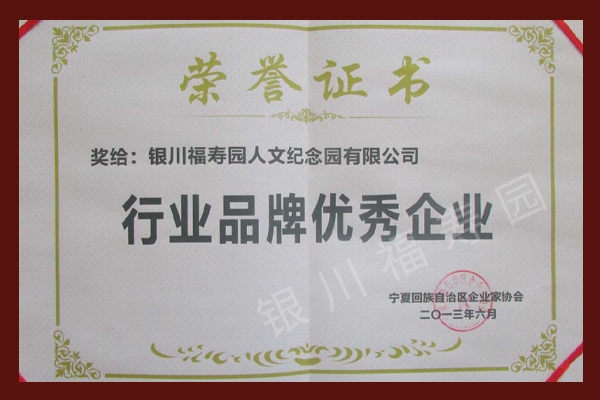 荣誉证书
奖给：银川福寿园人文纪念园有限公司
行业品牌优秀企业
宁夏回族自治区企业家协会
二〇一三年六月
银川福寿园